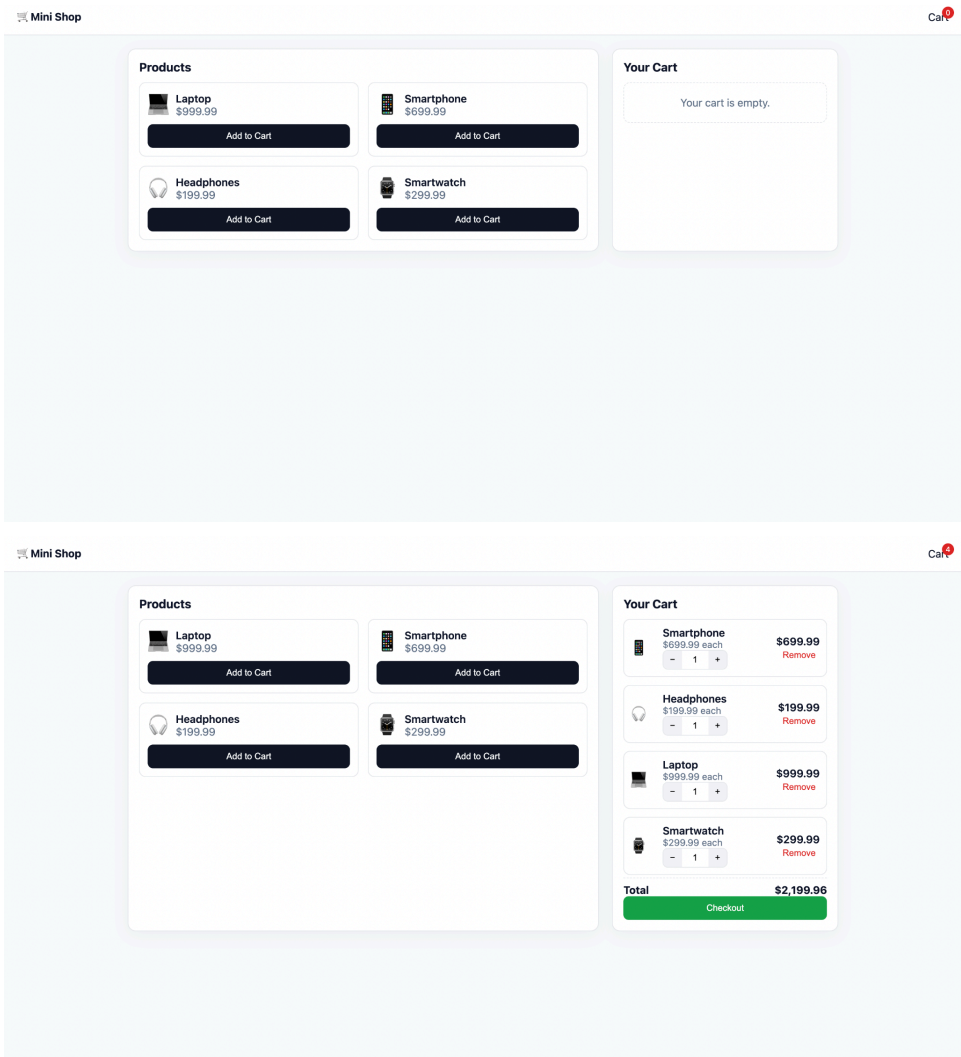 🛒 Mini Shop
Cart
0
Products
Laptop
$999.99
Add to Cart
Smartphone
$699.99
Add to Cart
Headphones
$199.99
Add to Cart
Smartwatch
$299.99
Add to Cart
Your Cart
Your cart is empty.
🛒 Mini Shop
Cart
4
Products
Laptop
$999.99
Add to Cart
Smartphone
$699.99
Add to Cart
Headphones
$199.99
Add to Cart
Smartwatch
$299.99
Add to Cart
Your Cart
Smartphone
$699.99 each
− 1 +
$699.99
Remove
Headphones
$199.99 each
− 1 +
$199.99
Remove
Laptop
$999.99 each
− 1 +
$999.99
Remove
Smartwatch
$299.99 each
− 1 +
$299.99
Remove
Total $2,199.96
Checkout